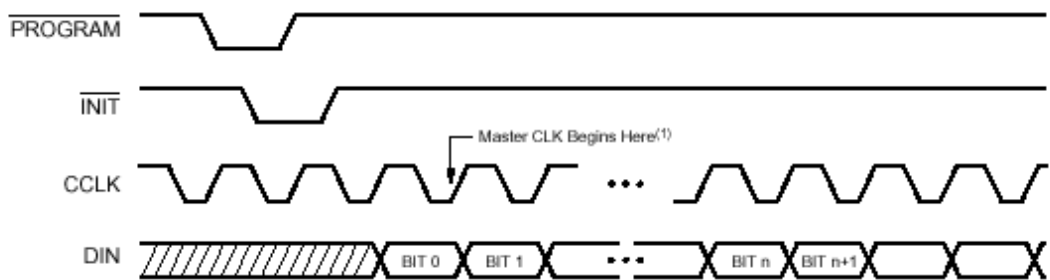 PROGRAM
INIT
Master CLK Begins Here(1)
CCLK
•••
DIN
BIT 0
BIT 1
•••
BIT n
BIT n+1